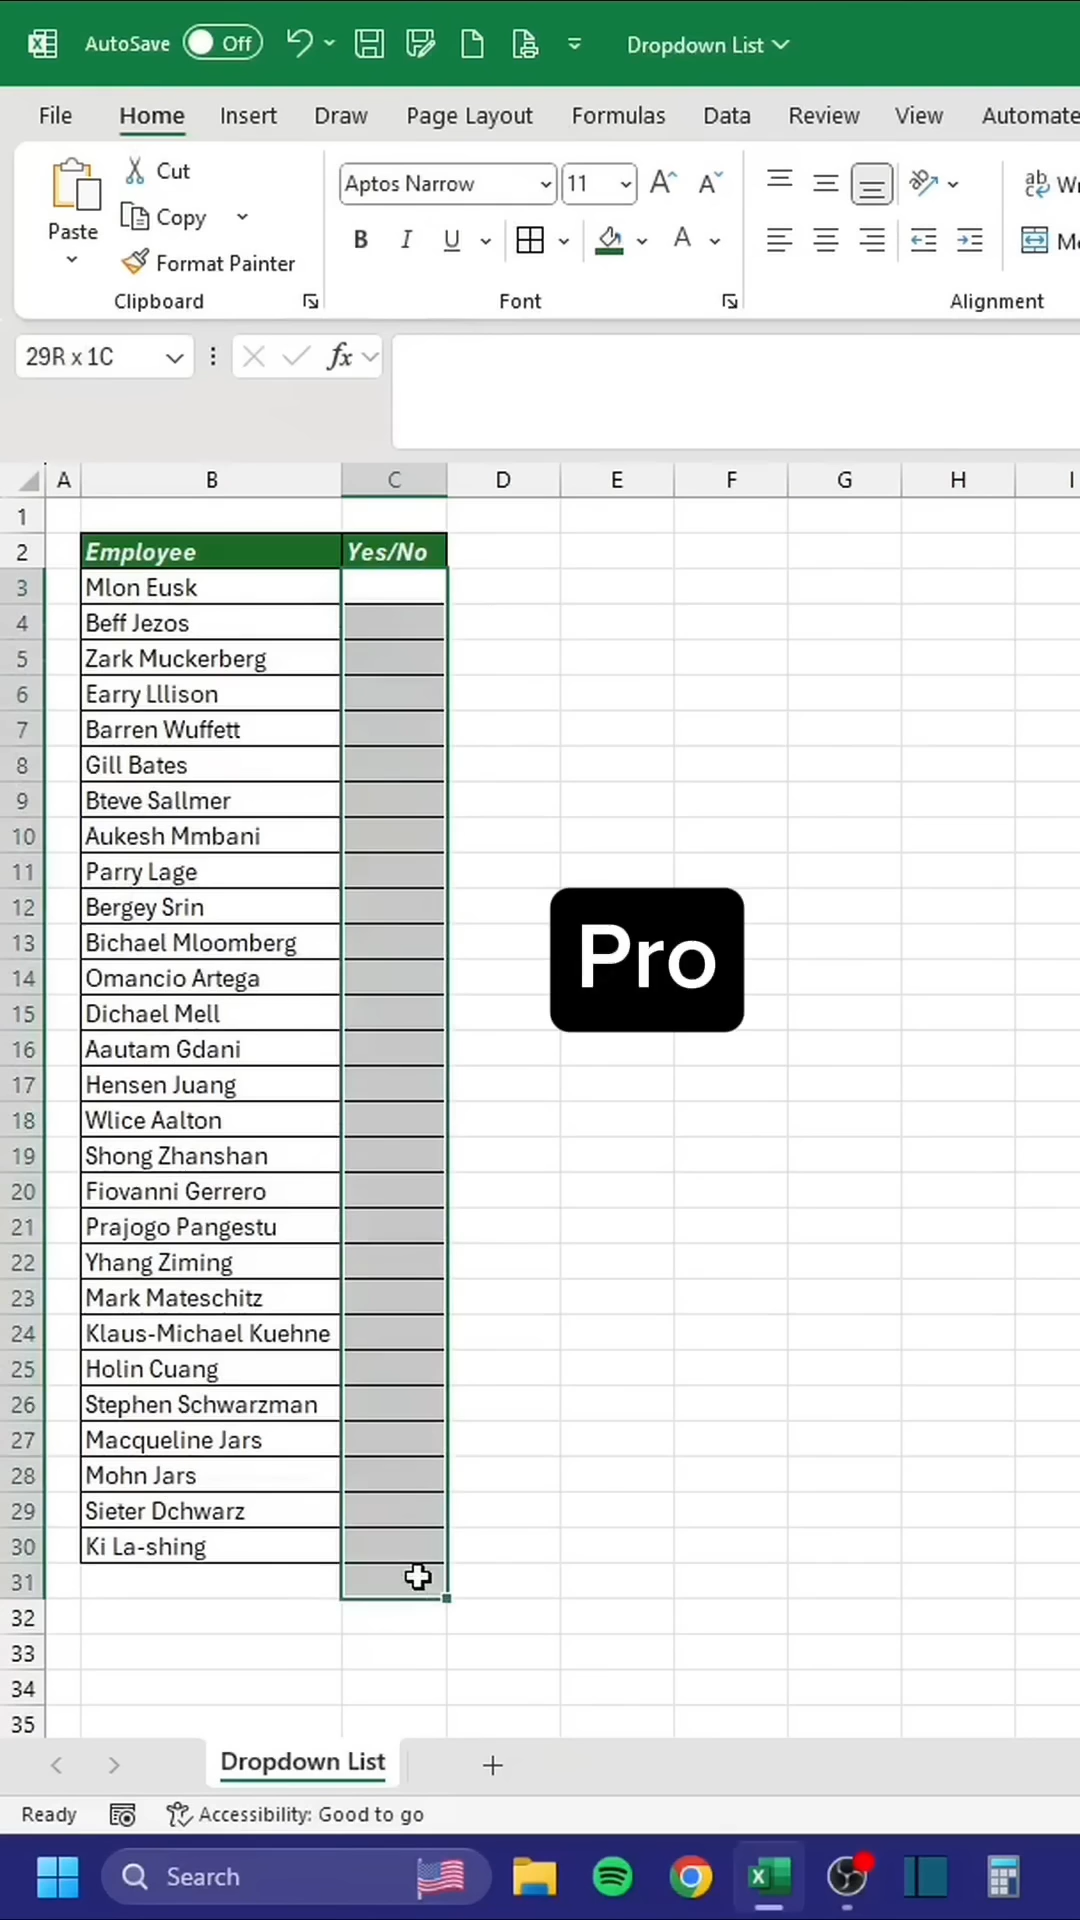 AutoSave Off Dropdown List
File Home Insert Draw Page Layout Formulas Data Review View Automate
Paste
Cut
Copy
Format Painter
Clipboard
Aptos Narrow 11 A A
B I U A
Font
ab
c Wr
Me
Alignment
29R x 1C fx
A B C D E F G H I
1
2 Employee Yes/No
3 Mlon Eusk
4 Beff Jezos
5 Zark Muckerberg
6 Earry Lllison
7 Barren Wuffett
8 Gill Bates
9 Bteve Sallmer
10 Aukesh Mmbani
11 Parry Lage
12 Bergey Srin
13 Bichael Mloomberg
14 Omancio Artega
15 Dichael Mell
16 Aautam Gdani
17 Hensen Juang
18 Wlice Aalton
19 Shong Zhanshan
20 Fiovanni Gerrero
21 Prajogo Pangestu
22 Yhang Ziming
23 Mark Mateschitz
24 Klaus-Michael Kuehne
25 Holin Cuang
26 Stephen Schwarzman
27 Macqueline Jars
28 Mohn Jars
29 Sieter Dchwarz
30 Ki La-shing
31
32
33
34
35
Pro
Dropdown List
Ready Accessibility: Good to go
Search